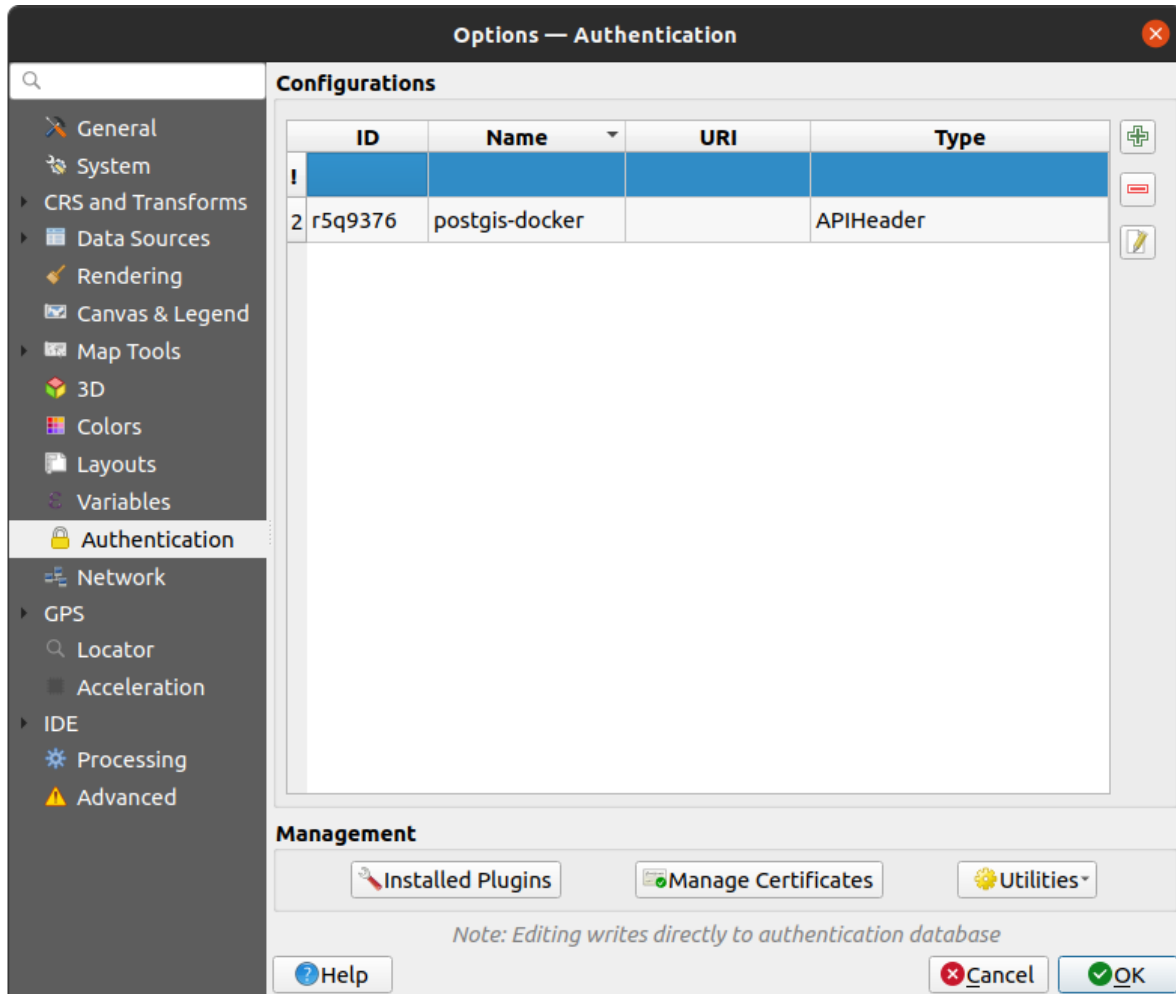 Options — Authentication
Configurations
General
System
CRS and Transforms
Data Sources
Rendering
Canvas & Legend
Map Tools
3D
Colors
Layouts
Variables
Authentication
Network
GPS
Locator
Acceleration
IDE
Processing
Advanced
ID Name URI Type
!
2 r5q9376 postgis-docker APIHeader
Management
Installed Plugins Manage Certificates Utilities
Note: Editing writes directly to authentication database
Help Cancel OK